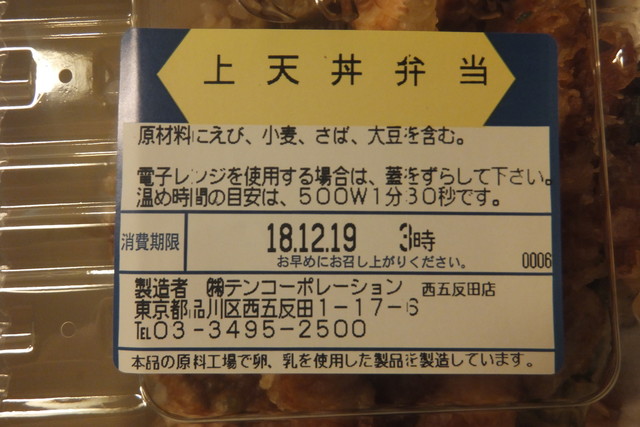 上天丼弁当
原材料にえび、小麦、さば、大豆を含む。
電子レンジを使用する場合は、蓋をずらして下さい。
温め時間の目安は、500W1分30秒です。
消費期限 18.12.19 3時
お早めにお召し上がりください。 0006
製造者 ㈱テンコーポレーション 西五反田店
東京都品川区西五反田1-17-6
℡03-3495-2500
本品の原料工場で卵、乳を使用した製品を製造しています。